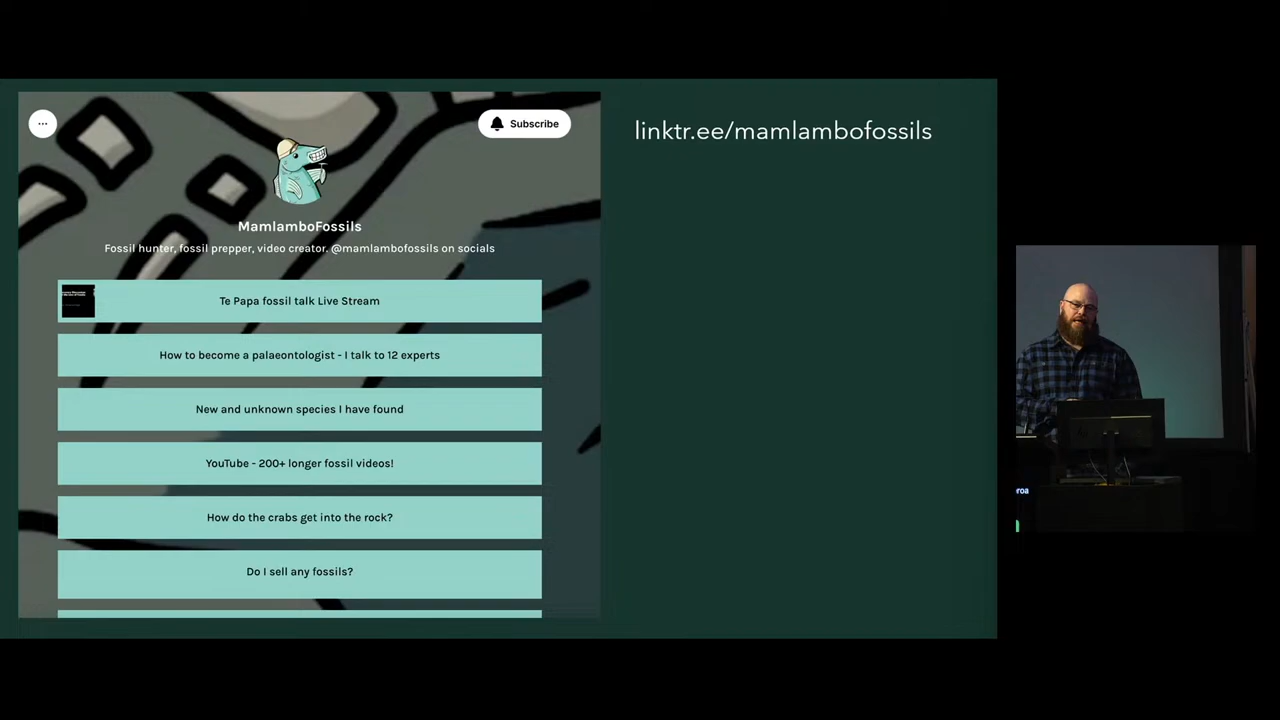 Subscribe
linktr.ee/mamlambofossils
MamlamboFossils
Fossil hunter, fossil prepper, video creator. @mamlambofossils on socials
Te Papa fossil talk Live Stream
How to become a palaeontologist - I talk to 12 experts
New and unknown species I have found
YouTube - 200+ longer fossil videos!
How do the crabs get into the rock?
Do I sell any fossils?
roa